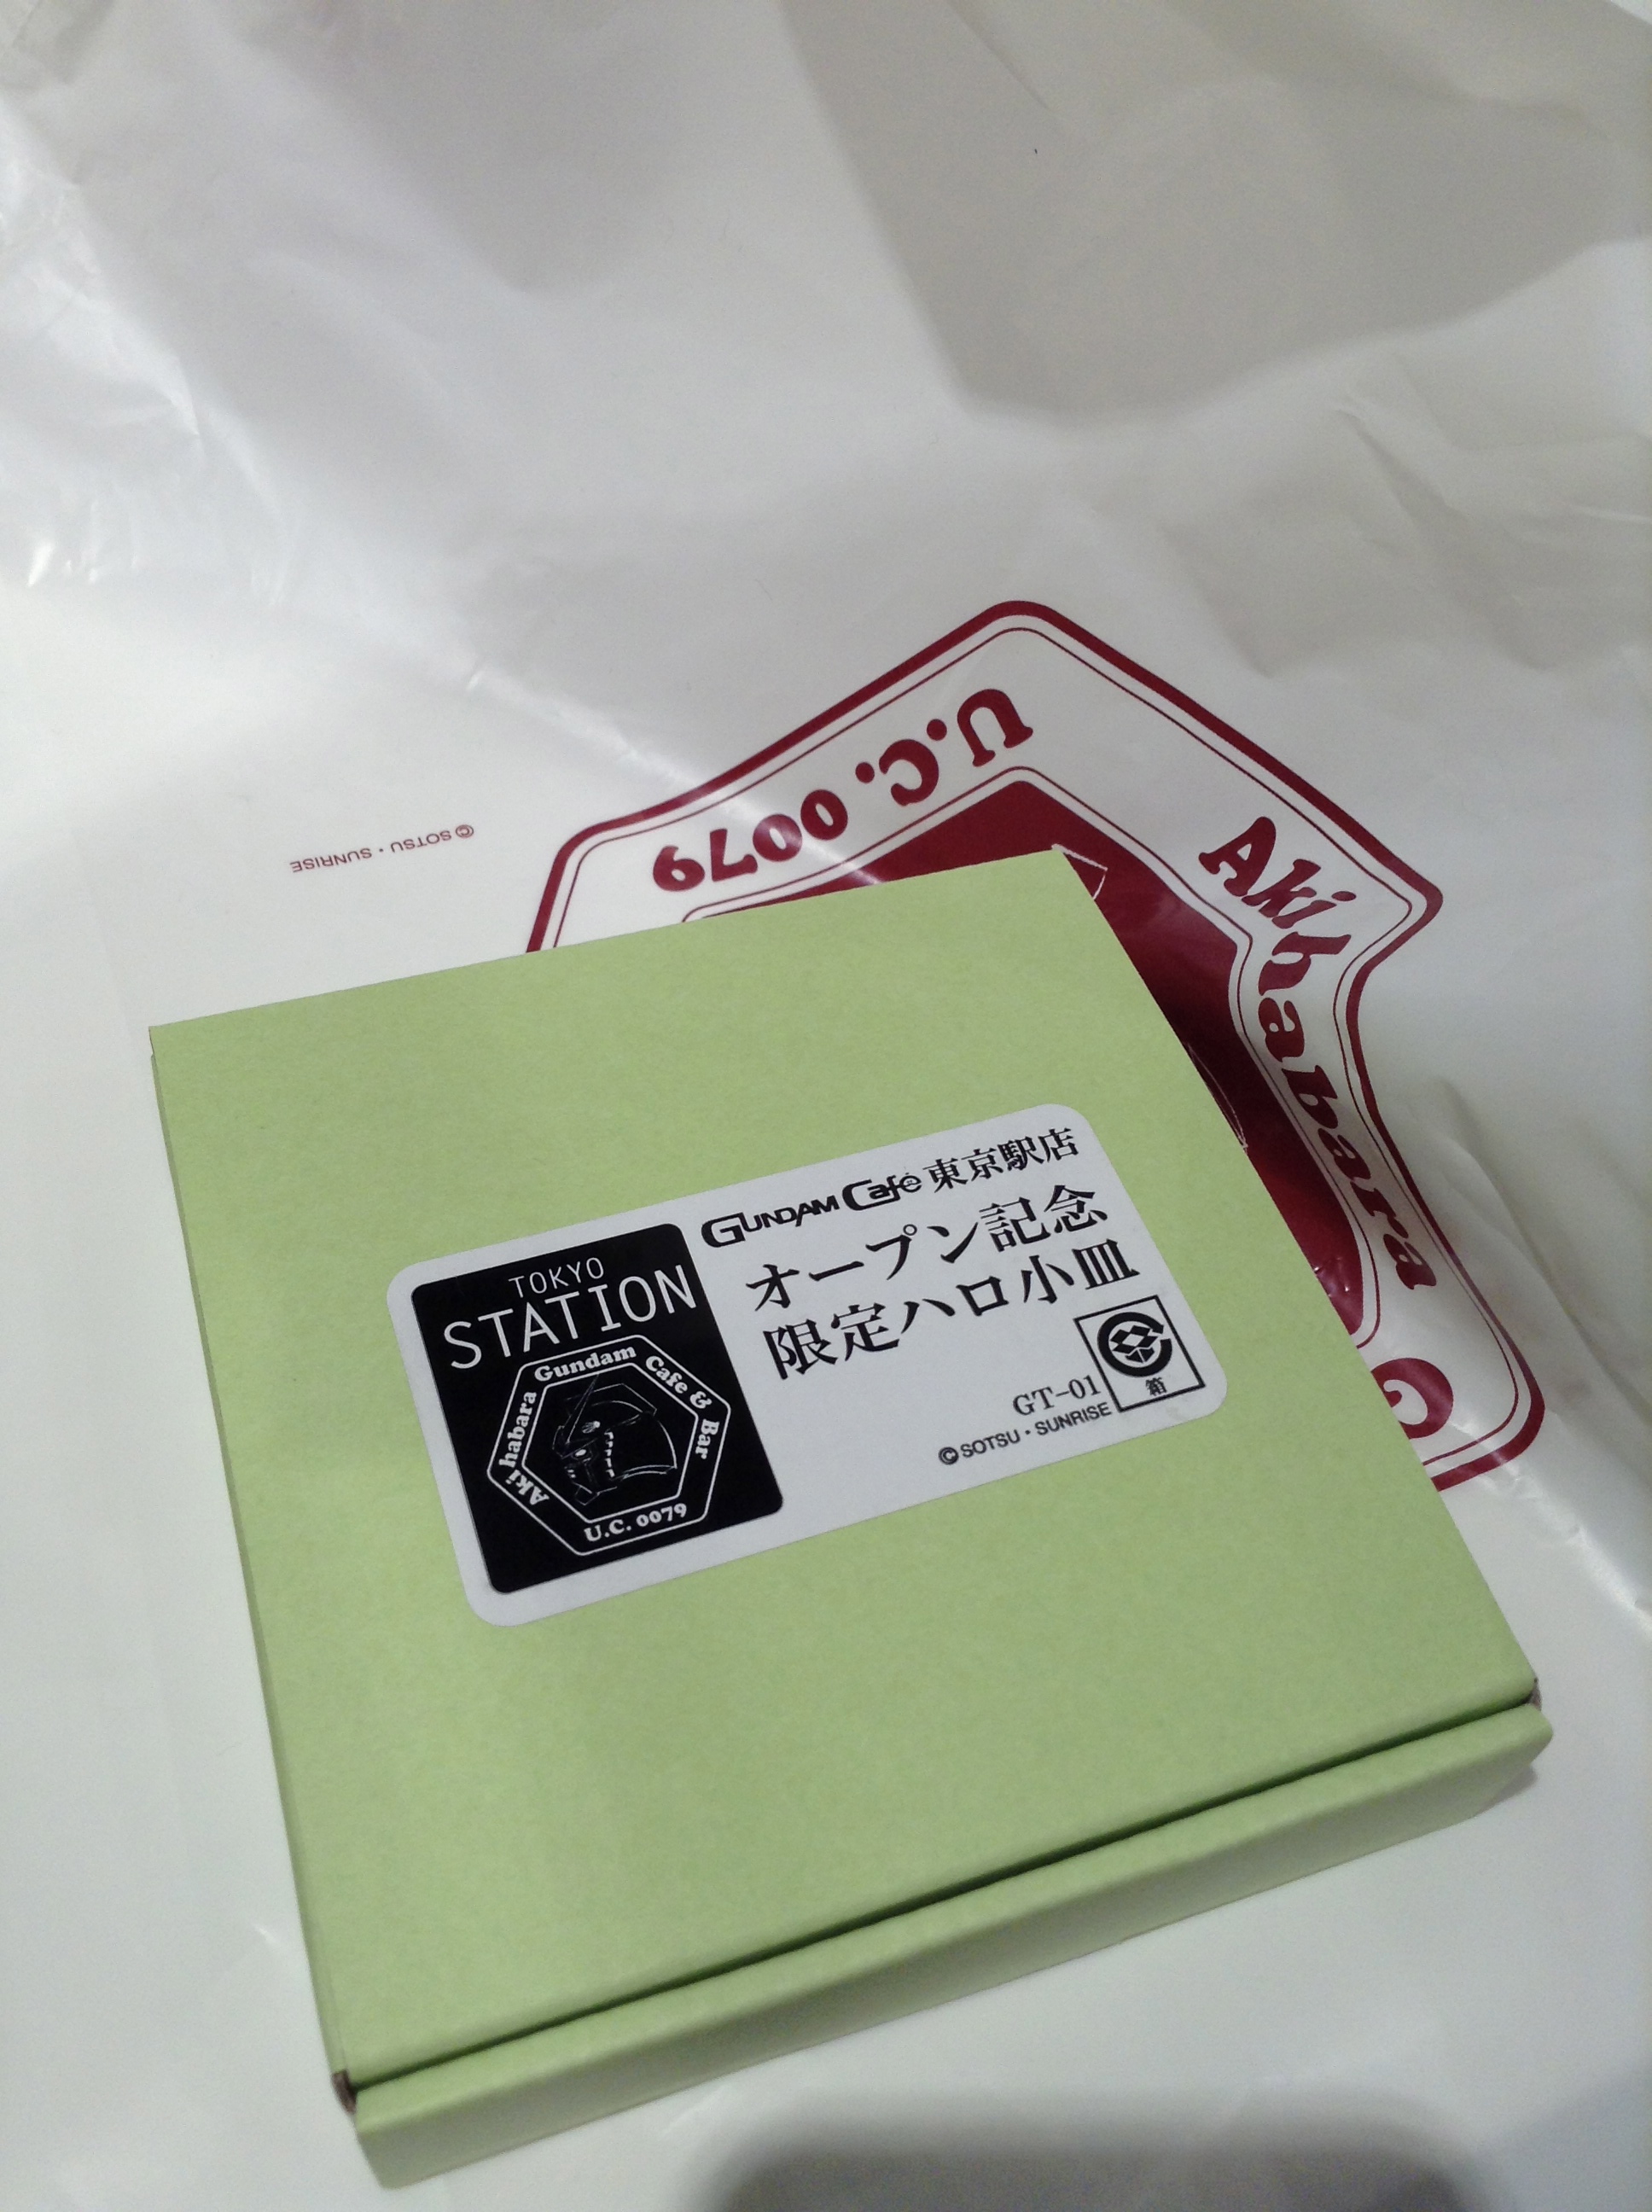 U.C. 0079
Akihabara
G
© SOTSU・SUNRISE
TOKYO
STATION
Akihabara Gundam Cafe & Bar
U.C. 0079
GUNDAM Café 東京駅店
オープン記念
限定ハロ小皿
箱
GT-01
©SOTSU・SUNRISE